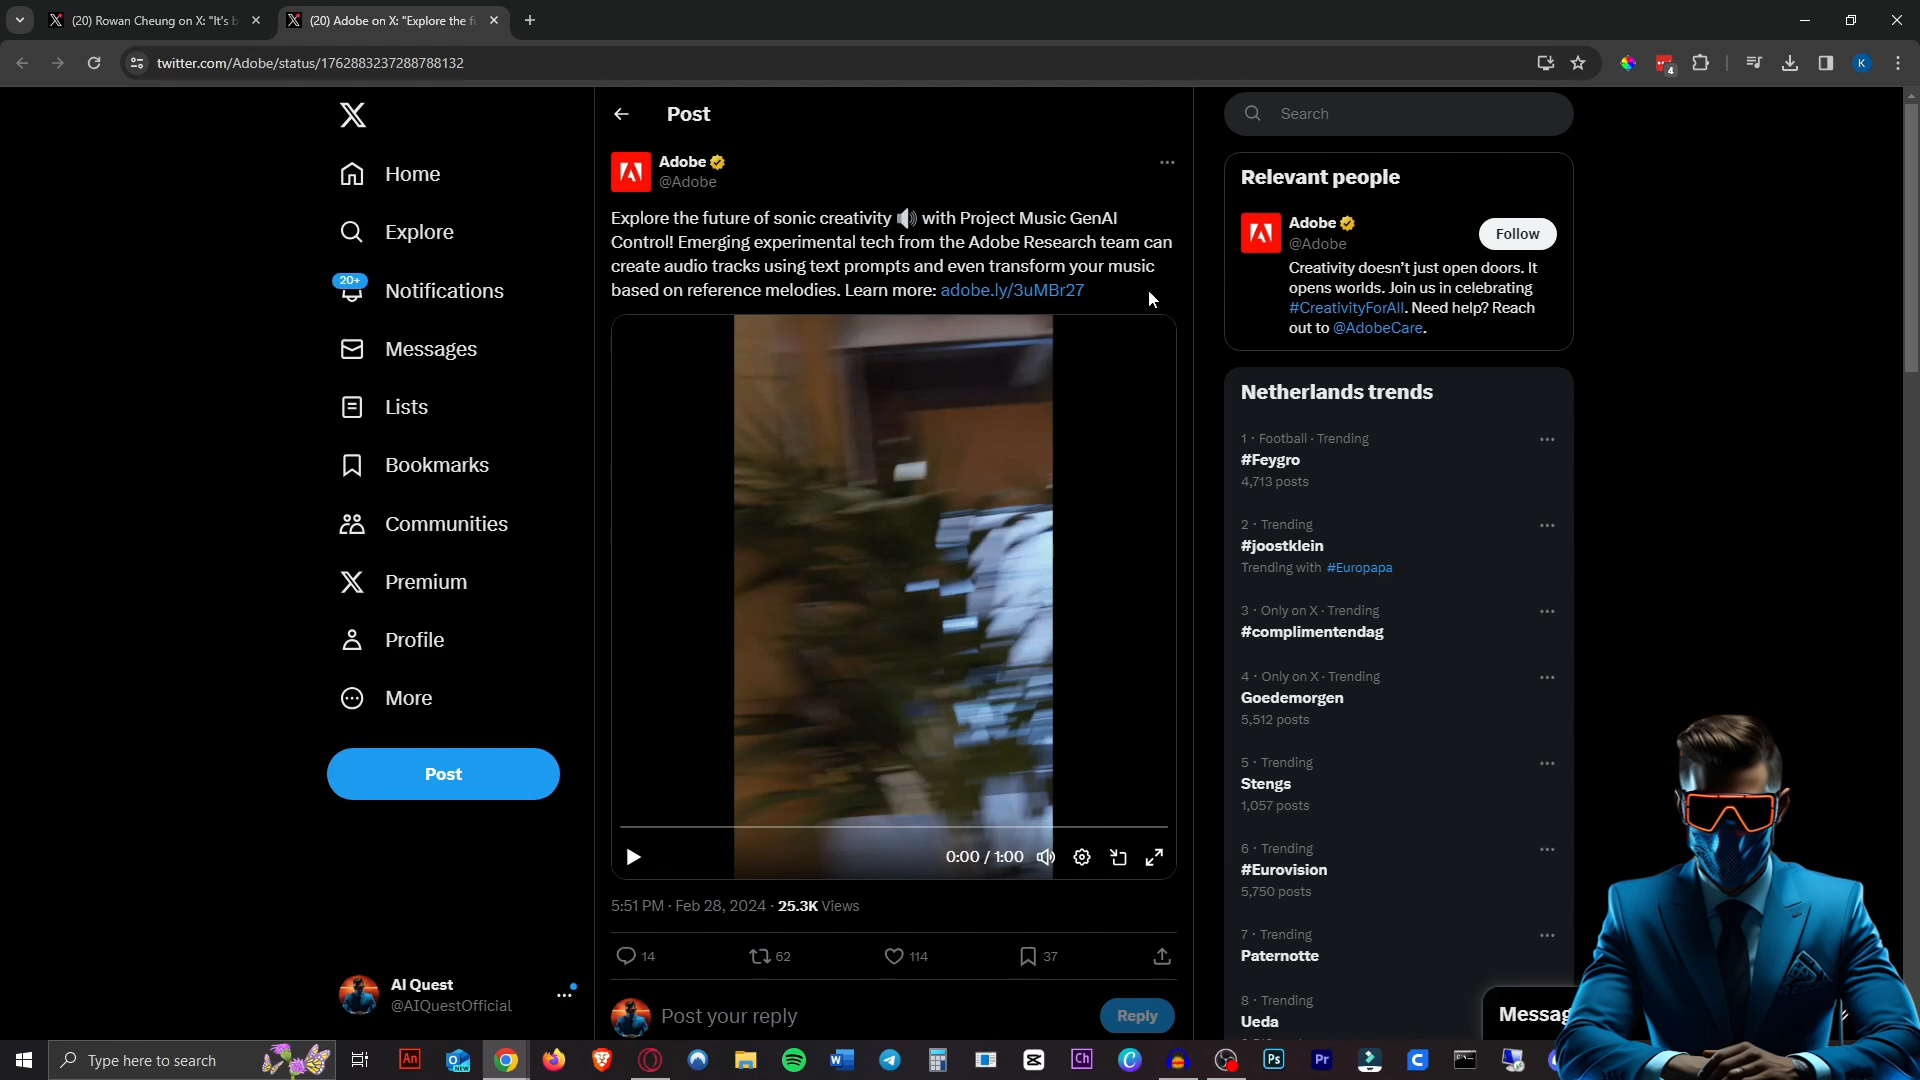 (20) Rowan Cheung on X: "It's b
(20) Adobe on X: "Explore the fu
twitter.com/Adobe/status/1762883237288788132
4
K
Home
Explore
20+
Notifications
Messages
Lists
Bookmarks
Communities
Premium
Profile
More
Post
AI Quest
@AIQuestOfficial
Post
Adobe
@Adobe
Explore the future of sonic creativity 🔊 with Project Music GenAI
Control! Emerging experimental tech from the Adobe Research team can
create audio tracks using text prompts and even transform your music
based on reference melodies. Learn more: adobe.ly/3uMBr27
0:00 / 1:00
5:51 PM · Feb 28, 2024 · 25.3K Views
14
62
114
37
Post your reply
Reply
Search
Relevant people
Adobe
@Adobe
Follow
Creativity doesn't just open doors. It
opens worlds. Join us in celebrating
#CreativityForAll. Need help? Reach
out to @AdobeCare.
Netherlands trends
1 · Football · Trending
#Feygro
4,713 posts
2 · Trending
#joostklein
Trending with #Europapa
3 · Only on X · Trending
#complimentendag
4 · Only on X · Trending
Goedemorgen
5,512 posts
5 · Trending
Stengs
1,057 posts
6 · Trending
#Eurovision
5,750 posts
7 · Trending
Paternotte
8 · Trending
Ueda
Messag
Type here to search
An
NEW
Ch
Ps
Pr